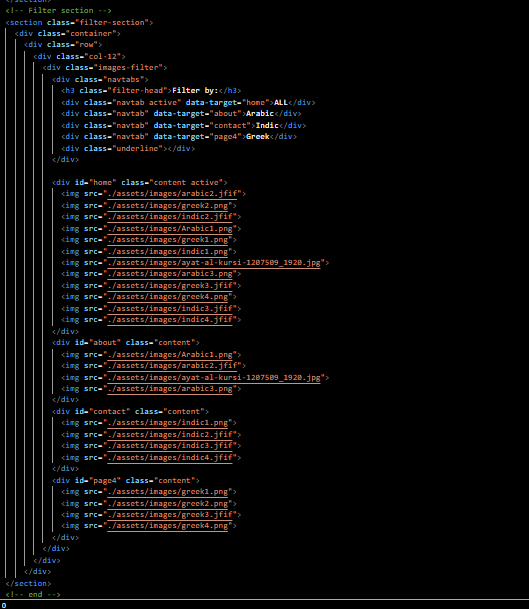 </section>
<!-- Filter section -->
<section class="filter-section">
<div class="container">
<div class="row">
<div class="col-12">
<div class="images-filter">
<div class="navtabs">
<h3 class="filter-head">Filter by:</h3>
<div class="navtab active" data-target="home">ALL</div>
<div class="navtab" data-target="about">Arabic</div>
<div class="navtab" data-target="contact">Indic</div>
<div class="navtab" data-target="page4">Greek</div>
<div class="underline"></div>
</div>
<div id="home" class="content active">
<img src="./assets/images/arabic2.jfif">
<img src="./assets/images/greek2.png">
<img src="./assets/images/indic2.jfif">
<img src="./assets/images/Arabic1.png">
<img src="./assets/images/greek1.png">
<img src="./assets/images/indic1.png">
<img src="./assets/images/ayat-al-kursi-1207509_1920.jpg">
<img src="./assets/images/arabic3.png">
<img src="./assets/images/greek3.jfif">
<img src="./assets/images/greek4.png">
<img src="./assets/images/indic3.jfif">
<img src="./assets/images/indic4.jfif">
</div>
<div id="about" class="content">
<img src="./assets/images/Arabic1.png">
<img src="./assets/images/arabic2.jfif">
<img src="./assets/images/ayat-al-kursi-1207509_1920.jpg">
<img src="./assets/images/arabic3.png">
</div>
<div id="contact" class="content">
<img src="./assets/images/indic1.png">
<img src="./assets/images/indic2.jfif">
<img src="./assets/images/indic3.jfif">
<img src="./assets/images/indic4.jfif">
</div>
<div id="page4" class="content">
<img src="./assets/images/greek1.png">
<img src="./assets/images/greek2.png">
<img src="./assets/images/greek3.jfif">
<img src="./assets/images/greek4.png">
</div>
</div>
</div>
</div>
</section>
<!-- end -->
0